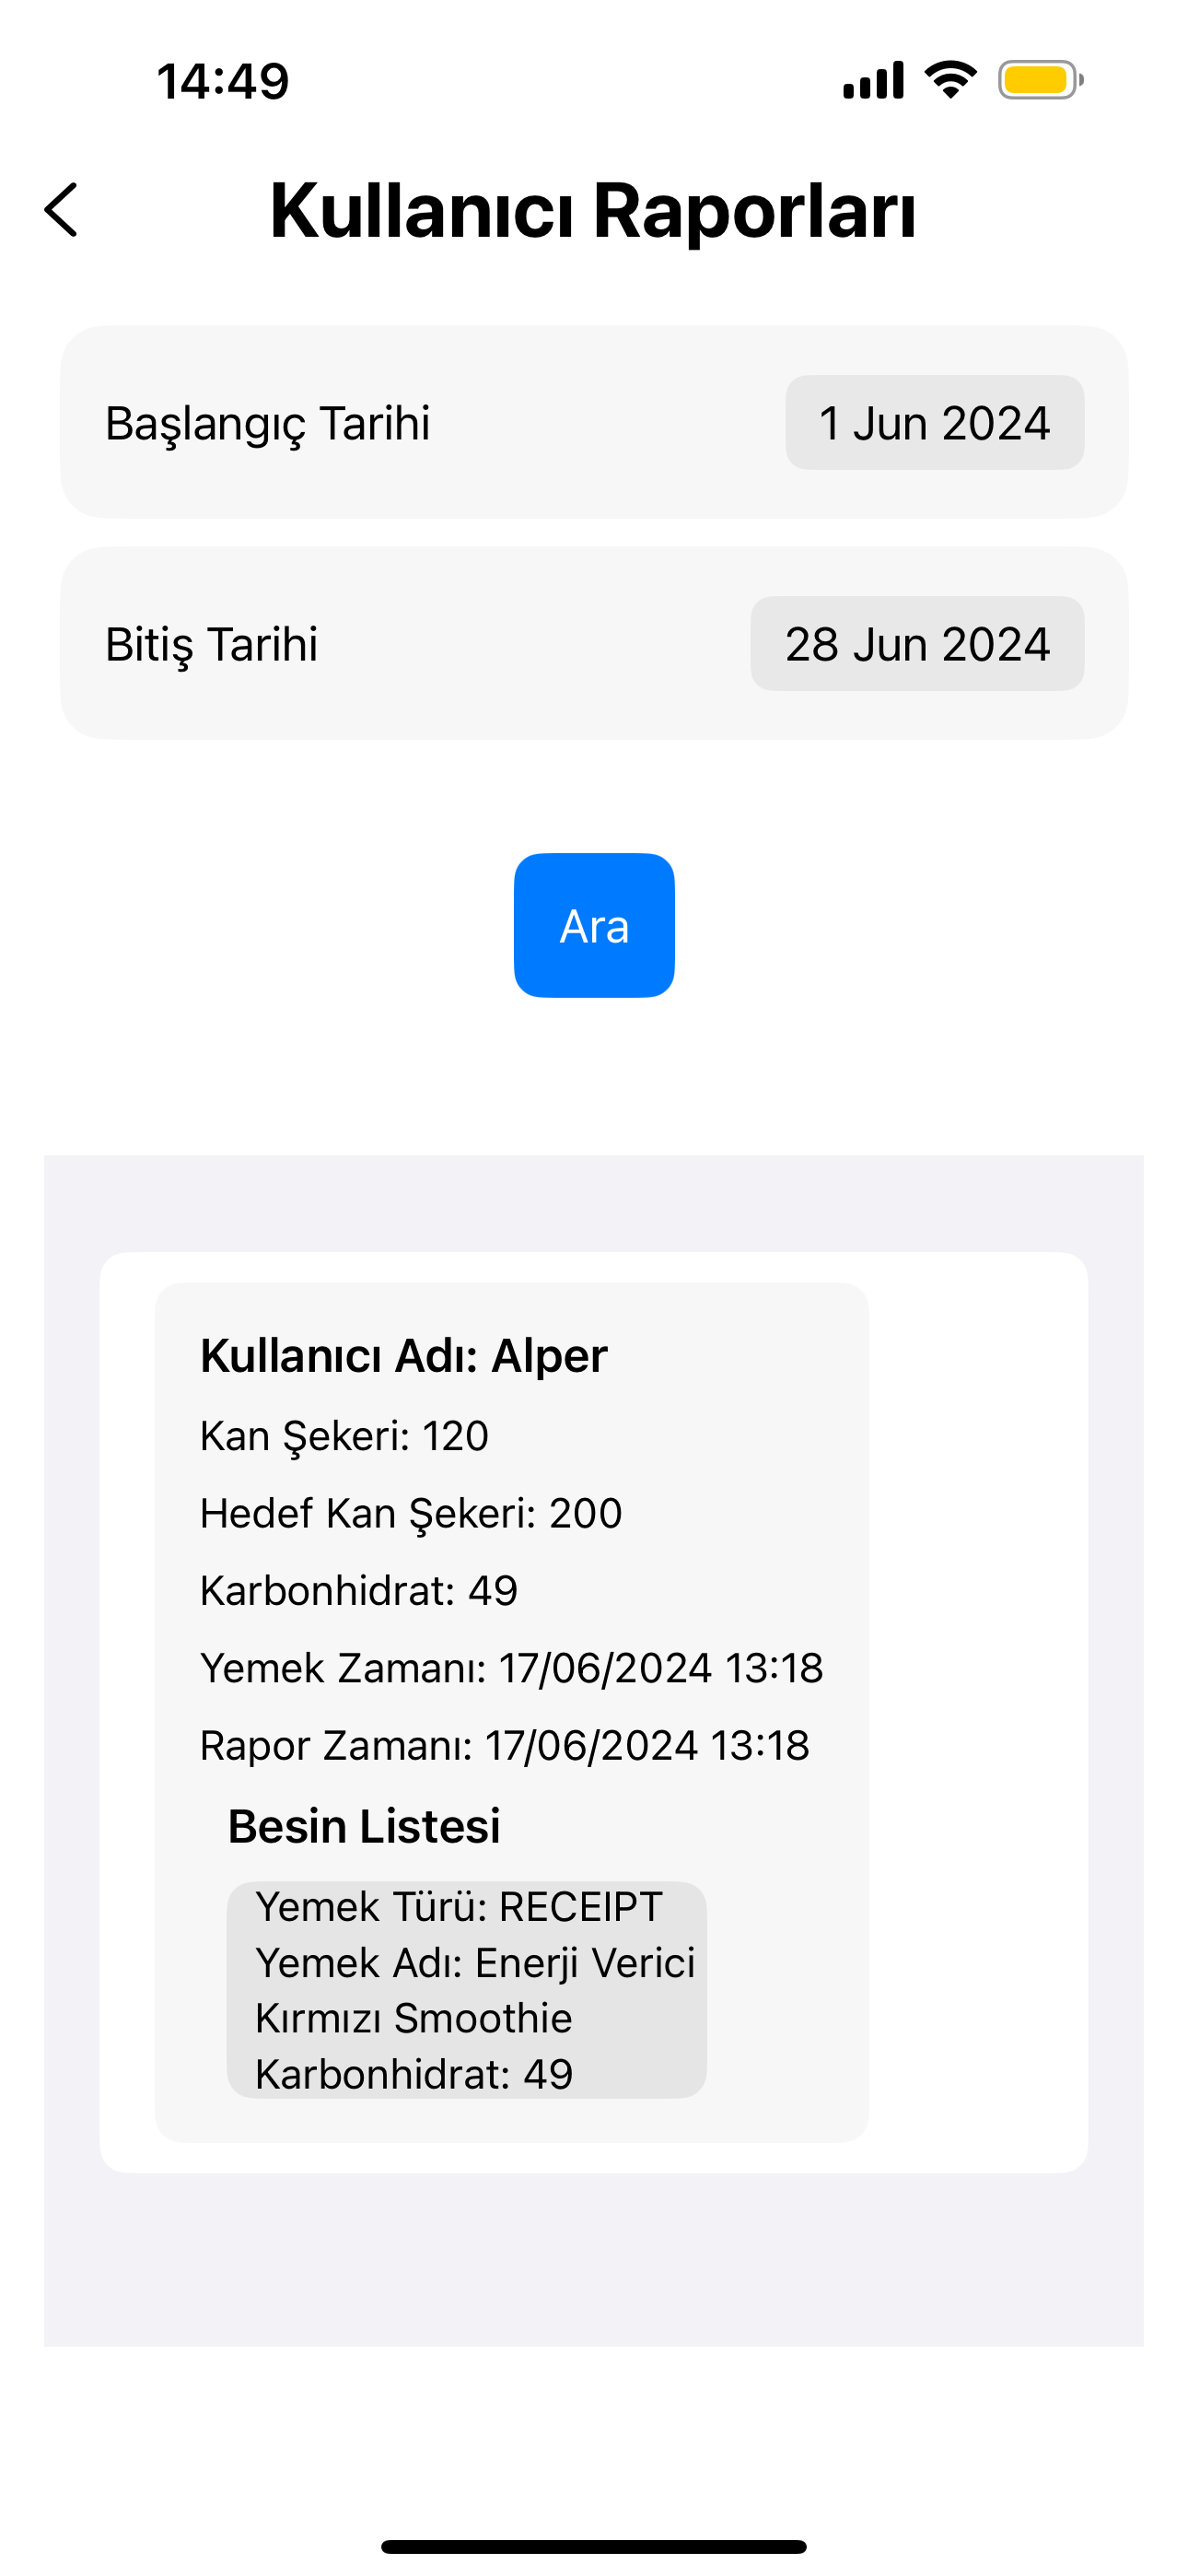 14:49
Kullanıcı Raporları
Başlangıç Tarihi 1 Jun 2024
Bitiş Tarihi 28 Jun 2024
Ara
Kullanıcı Adı: Alper
Kan Şekeri: 120
Hedef Kan Şekeri: 200
Karbonhidrat: 49
Yemek Zamanı: 17/06/2024 13:18
Rapor Zamanı: 17/06/2024 13:18
Besin Listesi
Yemek Türü: RECEIPT
Yemek Adı: Enerji Verici
Kırmızı Smoothie
Karbonhidrat: 49